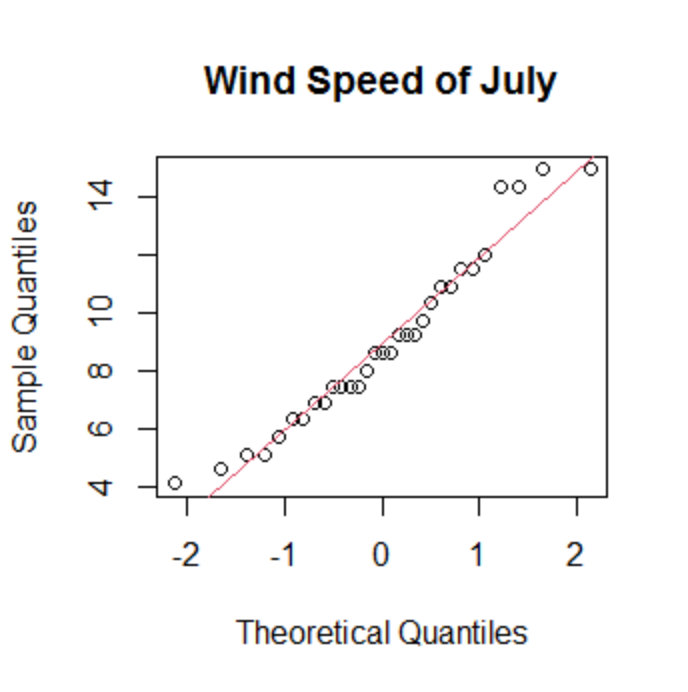 Wind Speed of July
Sample Quantiles
14
10
8
6
4
-2 -1 0 1 2
Theoretical Quantiles